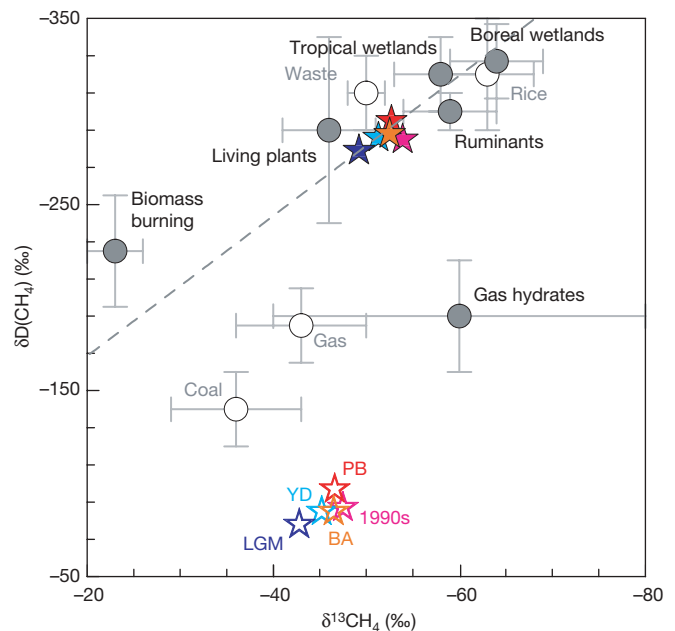 −350
Tropical wetlands
Boreal wetlands
Waste
Rice
Living plants
Ruminants
−250
Biomass
burning
δD(CH₄) (‰)
Gas hydrates
Gas
−150
Coal
PB
YD
1990s
LGM
BA
−50
−20
−40
−60
−80
δ¹³CH₄ (‰)